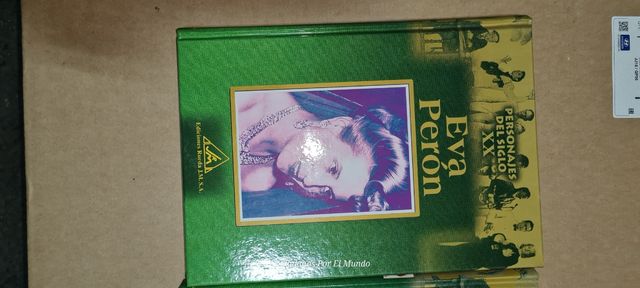 PERSONAJES
DEL SIGLO
XX
Eva
Perón
Ediciones Rueda J.M. S.A.
Por El Mundo